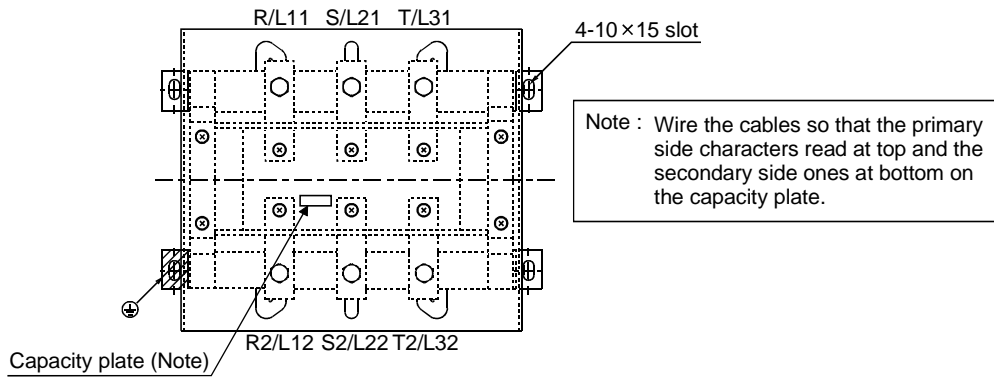 R/L11 S/L21 T/L31
4-10×15 slot
Note : Wire the cables so that the primary
side characters read at top and the
secondary side ones at bottom on
the capacity plate.
R2/L12 S2/L22 T2/L32
Capacity plate (Note)